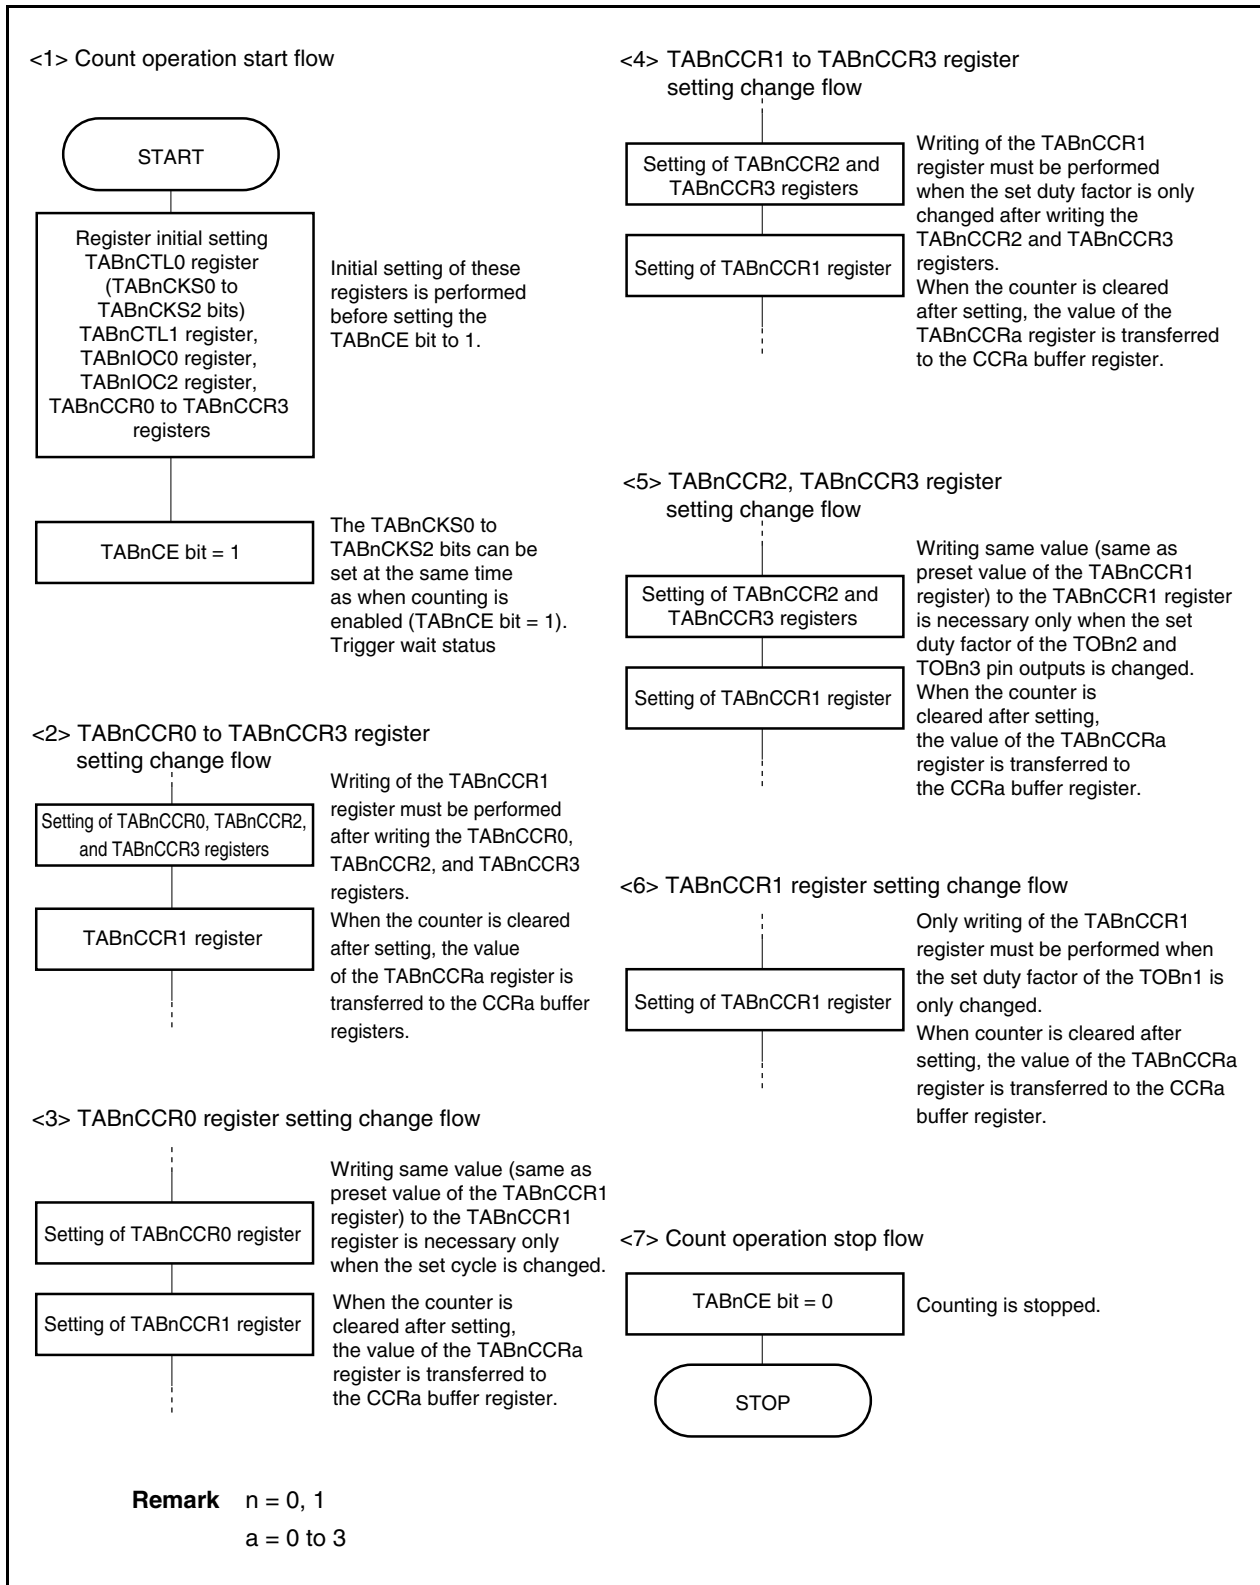 <1> Count operation start flow
START
Register initial setting
TABnCTL0 register
(TABnCKS0 to
TABnCKS2 bits)
TABnCTL1 register,
TABnIOC0 register,
TABnIOC2 register,
TABnCCR0 to TABnCCR3
registers
Initial setting of these
registers is performed
before setting the
TABnCE bit to 1.
TABnCE bit = 1
The TABnCKS0 to
TABnCKS2 bits can be
set at the same time
as when counting is
enabled (TABnCE bit = 1).
Trigger wait status
<2> TABnCCR0 to TABnCCR3 register
setting change flow
Setting of TABnCCR0, TABnCCR2,
and TABnCCR3 registers
TABnCCR1 register
Writing of the TABnCCR1
register must be performed
after writing the TABnCCR0,
TABnCCR2, and TABnCCR3
registers.
When the counter is cleared
after setting, the value
of the TABnCCRa register is
transferred to the CCRa buffer
registers.
<3> TABnCCR0 register setting change flow
Setting of TABnCCR0 register
Setting of TABnCCR1 register
Writing same value (same as
preset value of the TABnCCR1
register) to the TABnCCR1
register is necessary only
when the set cycle is changed.
When the counter is
cleared after setting,
the value of the TABnCCRa
register is transferred to
the CCRa buffer register.
<4> TABnCCR1 to TABnCCR3 register
setting change flow
Setting of TABnCCR2 and
TABnCCR3 registers
Setting of TABnCCR1 register
Writing of the TABnCCR1
register must be performed
when the set duty factor is only
changed after writing the
TABnCCR2 and TABnCCR3
registers.
When the counter is cleared
after setting, the value of the
TABnCCRa register is transferred
to the CCRa buffer register.
<5> TABnCCR2, TABnCCR3 register
setting change flow
Setting of TABnCCR2 and
TABnCCR3 registers
Setting of TABnCCR1 register
Writing same value (same as
preset value of the TABnCCR1
register) to the TABnCCR1 register
is necessary only when the set
duty factor of the TOBn2 and
TOBn3 pin outputs is changed.
When the counter is
cleared after setting,
the value of the TABnCCRa
register is transferred to
the CCRa buffer register.
<6> TABnCCR1 register setting change flow
Setting of TABnCCR1 register
Only writing of the TABnCCR1
register must be performed when
the set duty factor of the TOBn1 is
only changed.
When counter is cleared after
setting, the value of the TABnCCRa
register is transferred to the CCRa
buffer register.
<7> Count operation stop flow
TABnCE bit = 0
Counting is stopped.
STOP
Remark n = 0, 1
a = 0 to 3